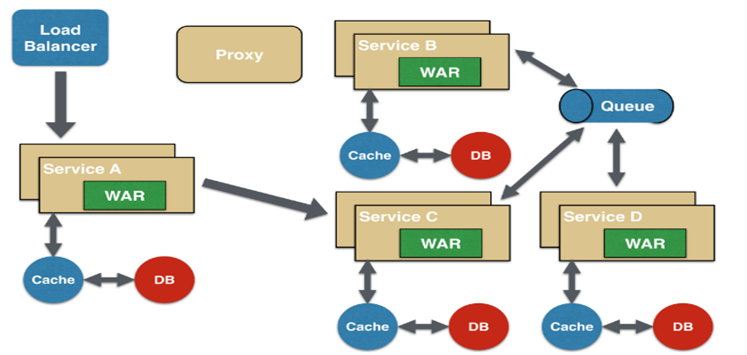 Load
Balancer
Proxy
Service B
WAR
Queue
Cache
DB
Service A
WAR
Cache
DB
Service C
WAR
Cache
DB
Service D
WAR
Cache
DB